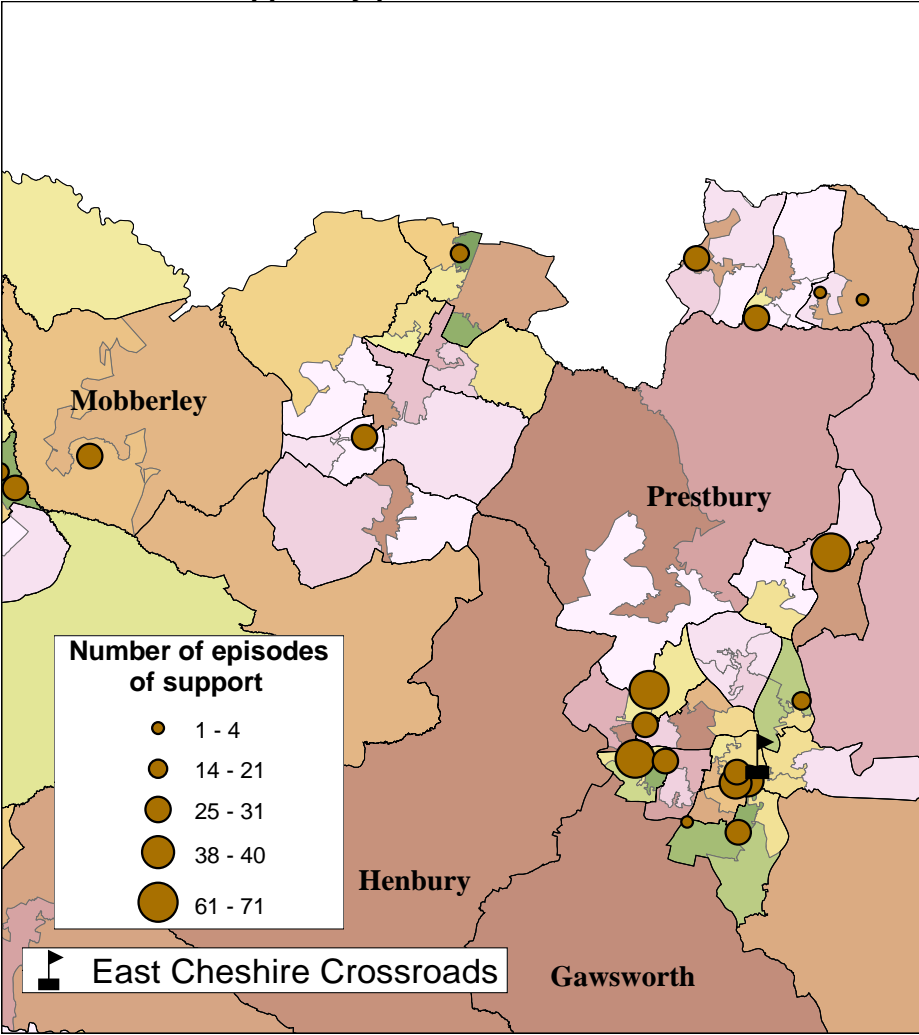 Mobberley
Prestbury
Number of episodes
of support
1 - 4
14 - 21
25 - 31
38 - 40
61 - 71
Henbury
East Cheshire Crossroads
Gawsworth